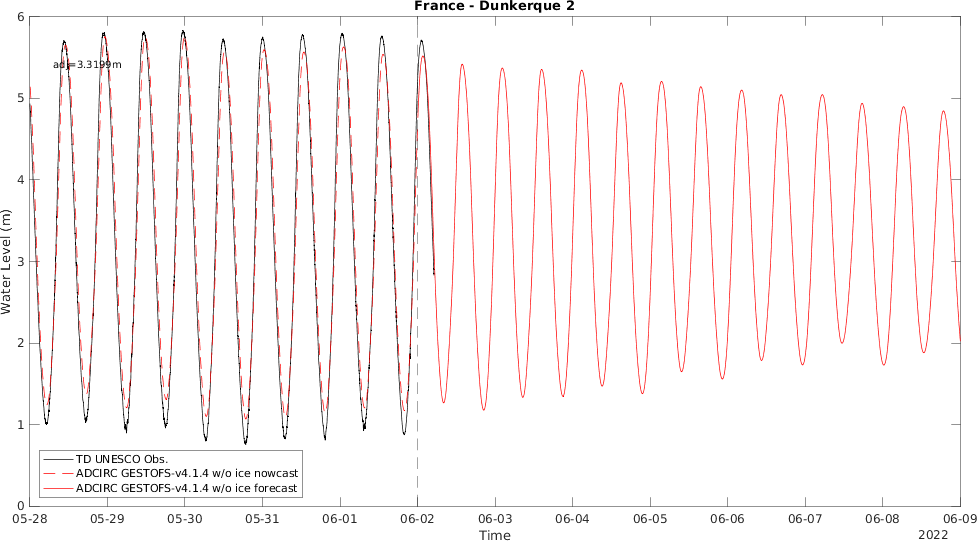 France - Dunkerque 2
6
5
4
3
2
1
0
Water Level (m)
adj=3.3199m
TD UNESCO Obs.
ADCIRC GESTOFS-v4.1.4 w/o ice nowcast
ADCIRC GESTOFS-v4.1.4 w/o ice forecast
05-28 05-29 05-30 05-31 06-01 06-02 06-03 06-04 06-05 06-06 06-07 06-08 06-09
Time
2022